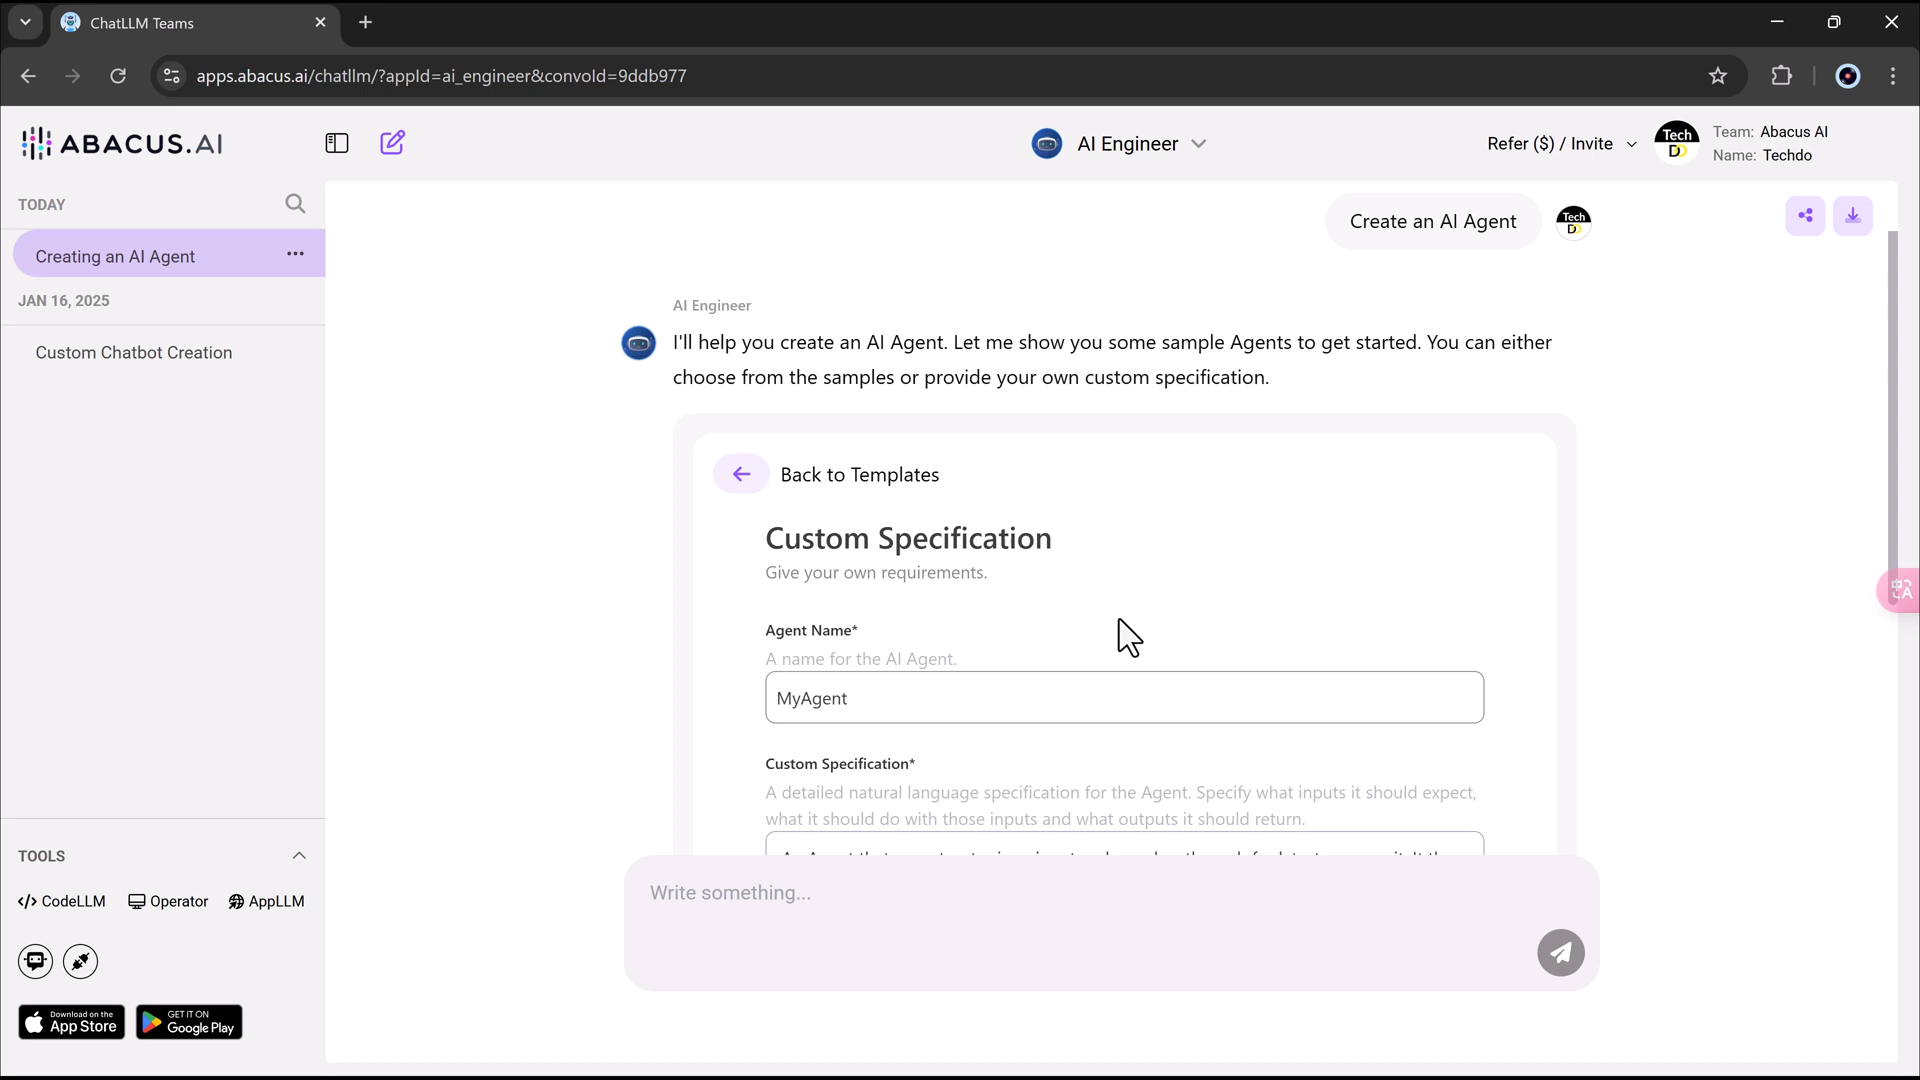 ChatLLM Teams
apps.abacus.ai/chatllm/?appId=ai_engineer&convoId=9ddb977
ABACUS.AI
AI Engineer
Refer ($) / Invite
Tech
DO
Team: Abacus AI
Name: Techdo
TODAY
Creating an AI Agent
JAN 16, 2025
Custom Chatbot Creation
Create an AI Agent
Tech
DO
AI Engineer
I'll help you create an AI Agent. Let me show you some sample Agents to get started. You can either
choose from the samples or provide your own custom specification.
Back to Templates
Custom Specification
Give your own requirements.
Agent Name*
A name for the AI Agent.
MyAgent
Custom Specification*
A detailed natural language specification for the Agent. Specify what inputs it should expect,
what it should do with those inputs and what outputs it should return.
Write something...
TOOLS
</> CodeLLM
Operator
AppLLM
Download on the
App Store
GET IT ON
Google Play